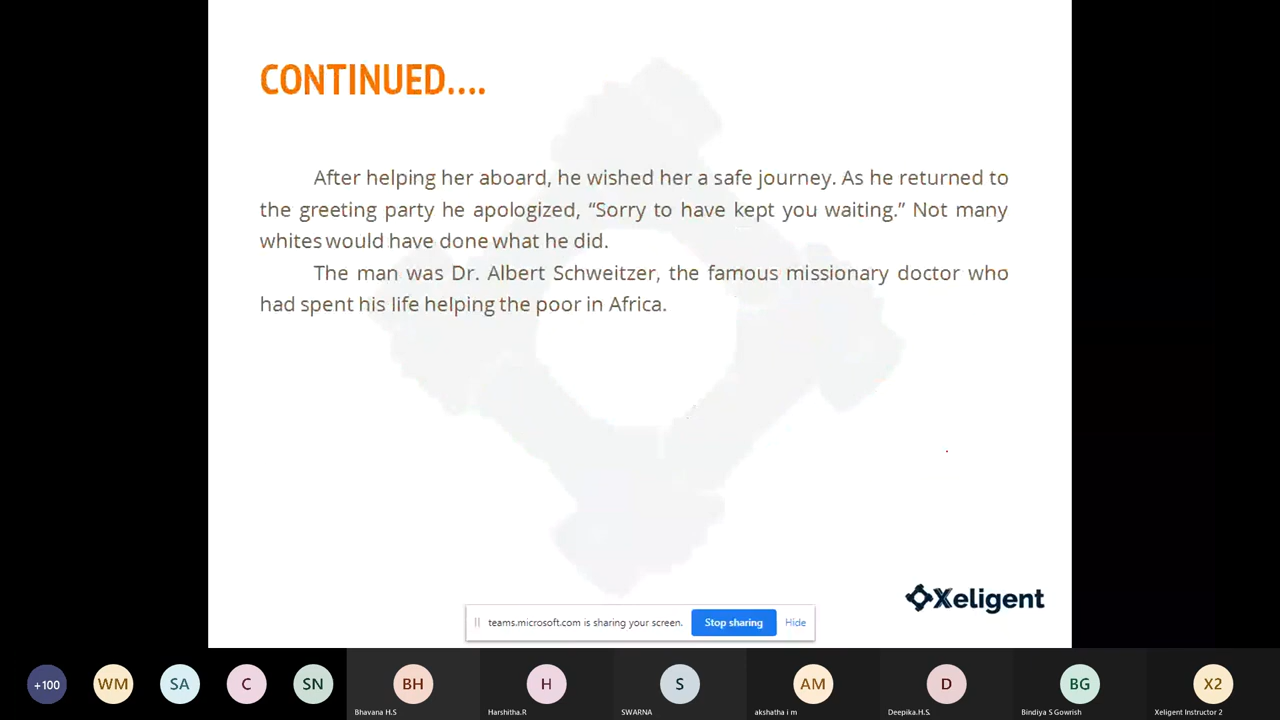 CONTINUED....
After helping her aboard, he wished her a safe journey. As he returned to
the greeting party he apologized, “Sorry to have kept you waiting.” Not many
whites would have done what he did.
The man was Dr. Albert Schweitzer, the famous missionary doctor who
had spent his life helping the poor in Africa.
Xeligent
teams.microsoft.com is sharing your screen. Stop sharing Hide
+100 WM SA C SN BH H S AM D BG X2
Bhavana H.S Harshitha.R SWARNA akshatha i m Deepika.H.S. Bindiya S Gowrish Xeligent Instructor 2